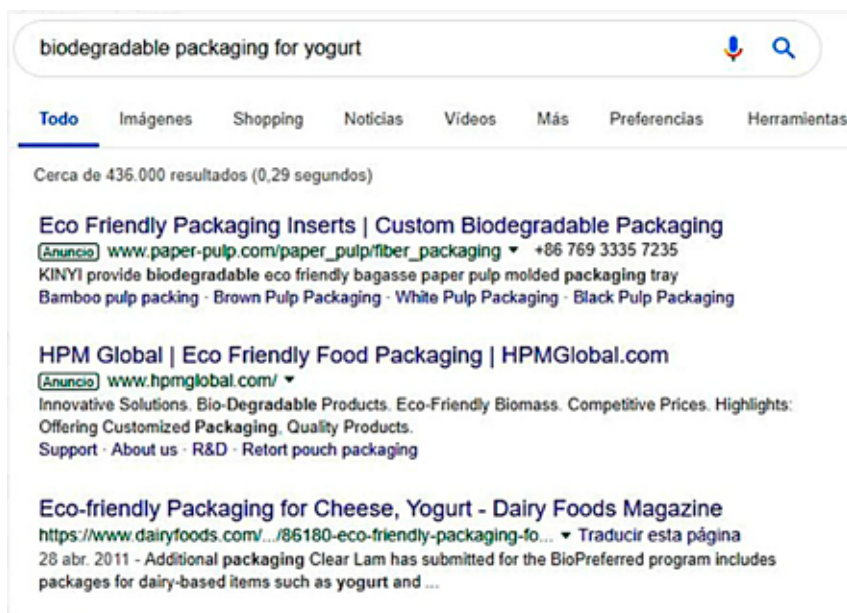 biodegradable packaging for yogurt
Todo Imágenes Shopping Noticias Vídeos Más Preferencias Herramientas
Cerca de 436.000 resultados (0,29 segundos)
Eco Friendly Packaging Inserts | Custom Biodegradable Packaging
Anuncio www.paper-pulp.com/paper_pulp/fiber_packaging ▼ +86 769 3335 7235
KINYI provide biodegradable eco friendly bagasse paper pulp molded packaging tray
Bamboo pulp packing · Brown Pulp Packaging · White Pulp Packaging · Black Pulp Packaging
HPM Global | Eco Friendly Food Packaging | HPMGlobal.com
Anuncio www.hpmglobal.com/ ▼
Innovative Solutions. Bio-Degradable Products. Eco-Friendly Biomass. Competitive Prices. Highlights:
Offering Customized Packaging, Quality Products.
Support · About us · R&D · Retort pouch packaging
Eco-friendly Packaging for Cheese, Yogurt - Dairy Foods Magazine
https://www.dairyfoods.com/.../86180-eco-friendly-packaging-fo... ▼ Traducir esta página
28 abr. 2011 - Additional packaging Clear Lam has submitted for the BioPreferred program includes
packages for dairy-based items such as yogurt and ...